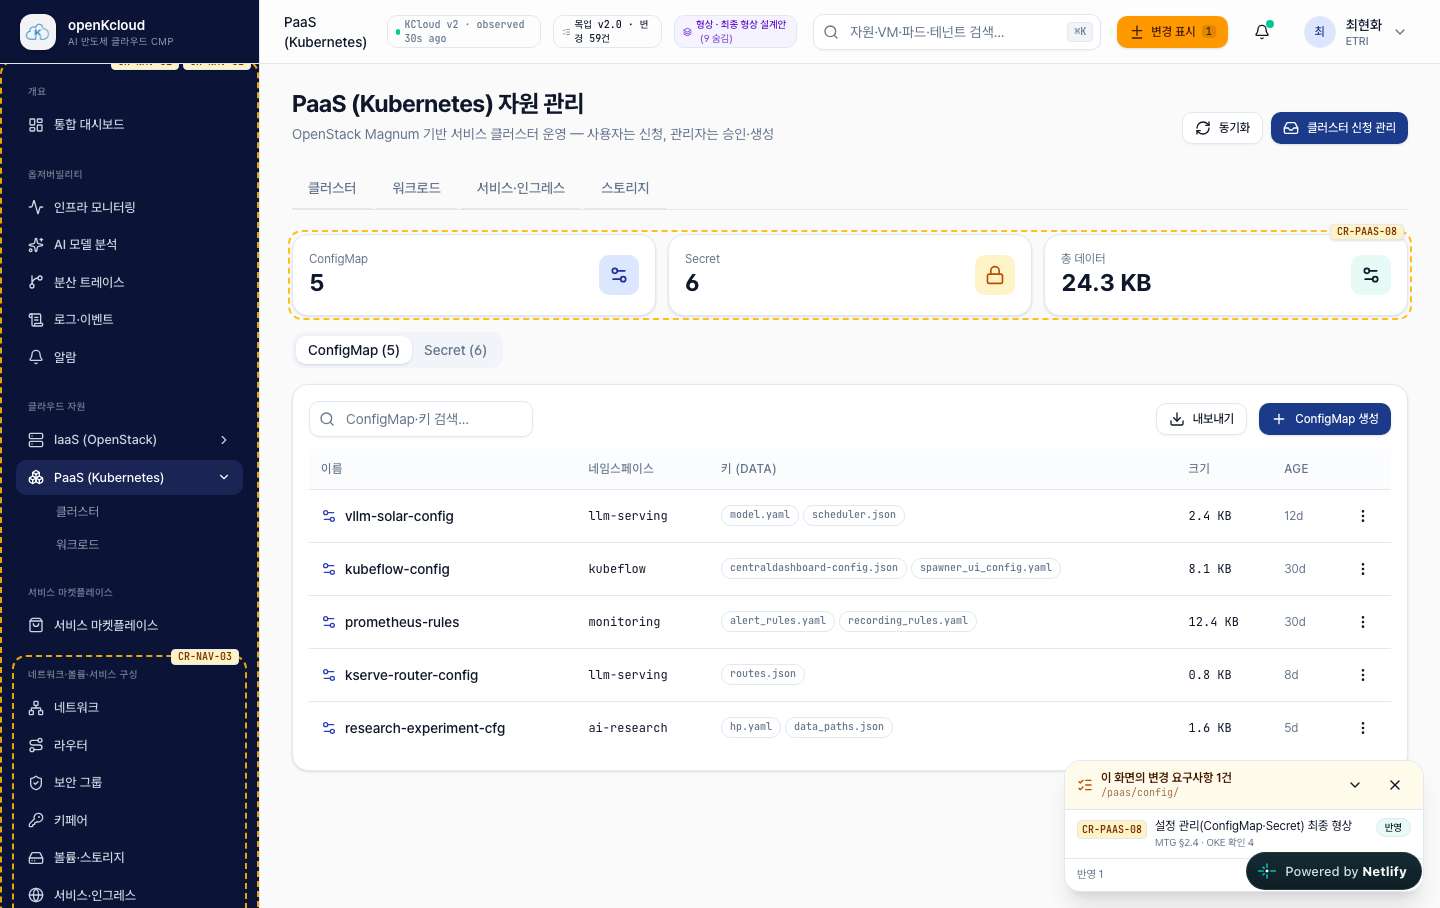 openKcloud
AI 반도체 클라우드 CMP
PaaS
(Kubernetes)
KCloud v2 · observed
30s ago
목업 v2.0 · 변
경 59건
형상 · 최종 형상 설계안
(9 숨김)
자원·VM·파드·테넌트 검색...
⌘K
변경 표시 1
최
최현화
ETRI
개요
통합 대시보드
옵저버빌리티
인프라 모니터링
AI 모델 분석
분산 트레이스
로그·이벤트
알람
클라우드 자원
IaaS (OpenStack)
PaaS (Kubernetes)
클러스터
워크로드
서비스 마켓플레이스
서비스 마켓플레이스
CR-NAV-03
네트워크·볼륨·서비스 구성
네트워크
라우터
보안 그룹
키페어
볼륨·스토리지
서비스·인그레스
PaaS (Kubernetes) 자원 관리
OpenStack Magnum 기반 서비스 클러스터 운영 — 사용자는 신청, 관리자는 승인·생성
동기화
클러스터 신청 관리
클러스터
워크로드
서비스·인그레스
스토리지
CR-PAAS-08
ConfigMap
5
Secret
6
총 데이터
24.3 KB
ConfigMap (5)
Secret (6)
ConfigMap·키 검색...
내보내기
ConfigMap 생성
이름 네임스페이스 키 (DATA) 크기 AGE
vllm-solar-config llm-serving model.yaml scheduler.json 2.4 KB 12d
kubeflow-config kubeflow centraldashboard-config.json spawner_ui_config.yaml 8.1 KB 30d
prometheus-rules monitoring alert_rules.yaml recording_rules.yaml 12.4 KB 30d
kserve-router-config llm-serving routes.json 0.8 KB 8d
research-experiment-cfg ai-research hp.yaml data_paths.json 1.6 KB 5d
이 화면의 변경 요구사항 1건
/paas/config/
CR-PAAS-08
설정 관리(ConfigMap·Secret) 최종 형상
반영
MTG §2.4 · OKE 확인 4
반영 1
Powered by Netlify